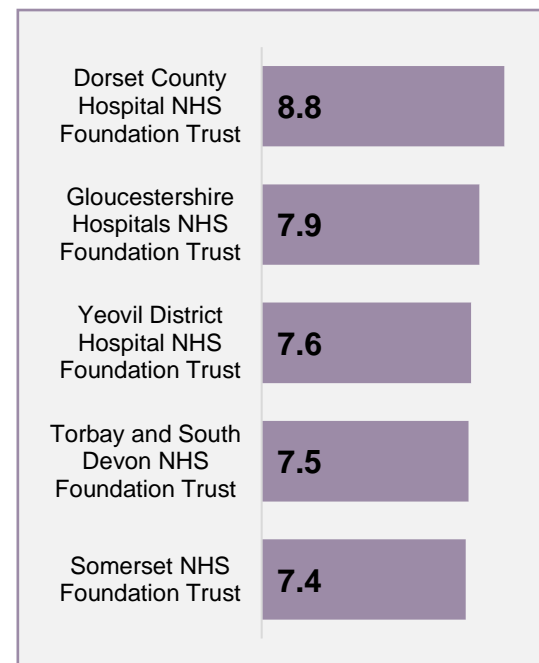 Dorset County
Hospital NHS
Foundation Trust
8.8
Gloucestershire
Hospitals NHS
Foundation Trust
7.9
Yeovil District
Hospital NHS
Foundation Trust
7.6
Torbay and South
Devon NHS
Foundation Trust
7.5
Somerset NHS
Foundation Trust
7.4